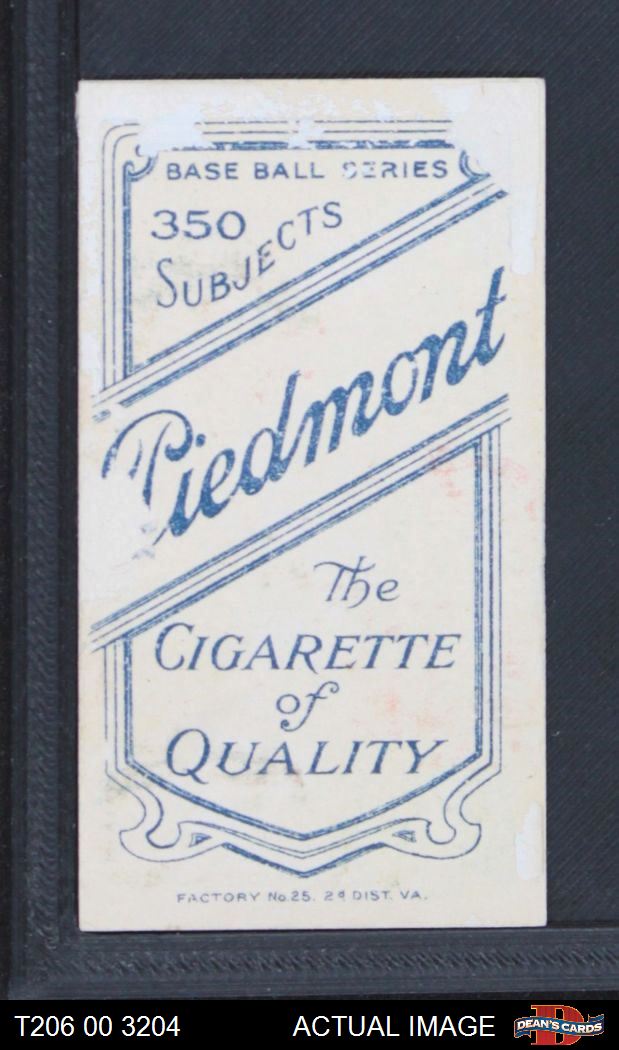 BASE BALL SERIES
350
SUBJECTS
Piedmont
The
CIGARETTE
of
QUALITY
FACTORY No.25. 2d DIST. VA.
T206 00 3204 ACTUAL IMAGE DEAN'S CARDS